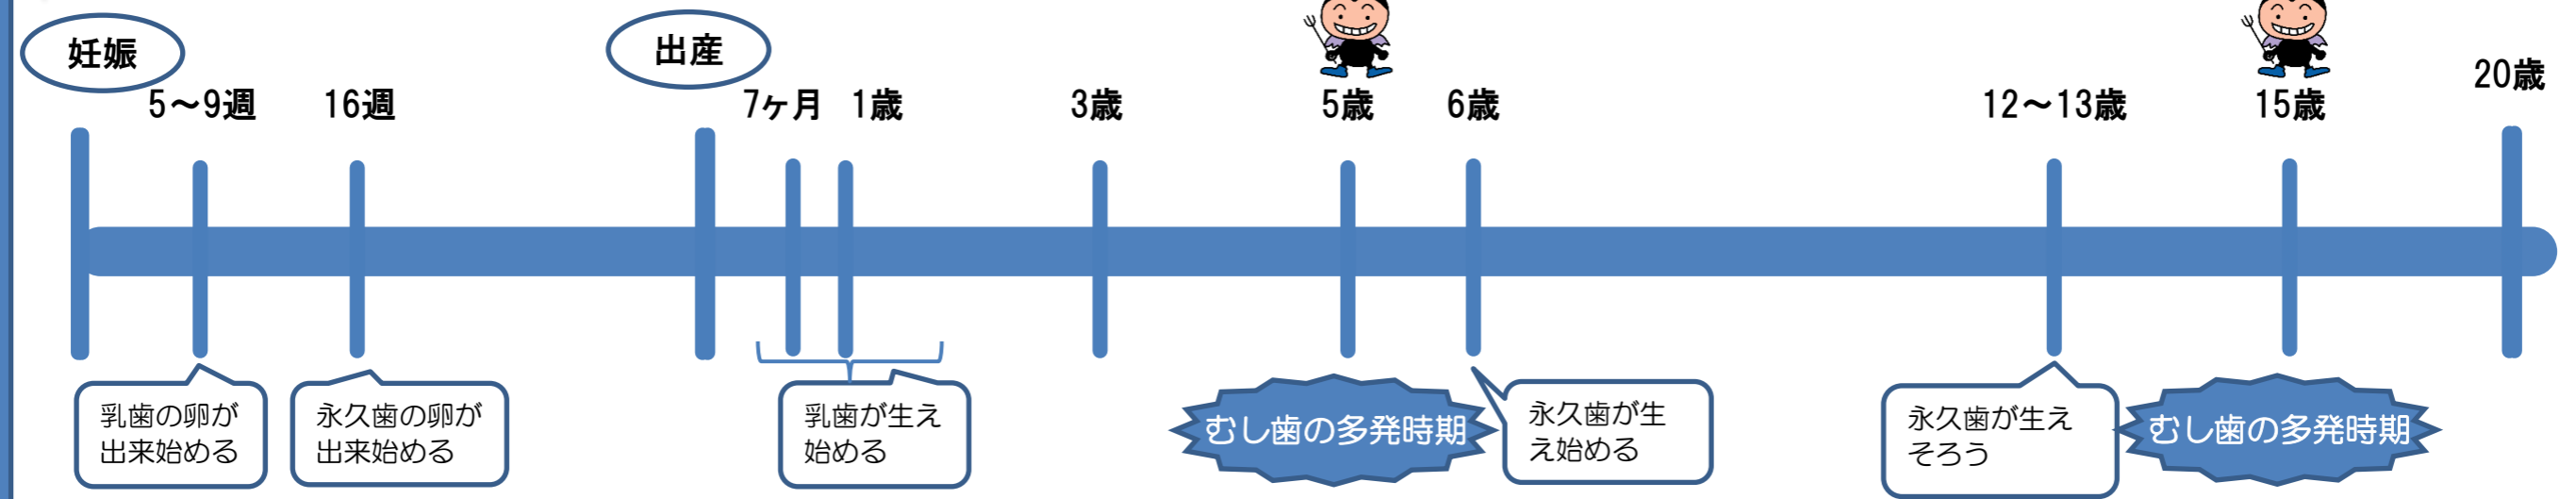 妊娠
出産
5～9週
16週
7ヶ月
1歳
3歳
5歳
6歳
12～13歳
15歳
20歳
乳歯の卵が
出来始める
永久歯の卵が
出来始める
乳歯が生え
始める
むし歯の多発時期
永久歯が生
え始める
永久歯が生え
そろう
むし歯の多発時期